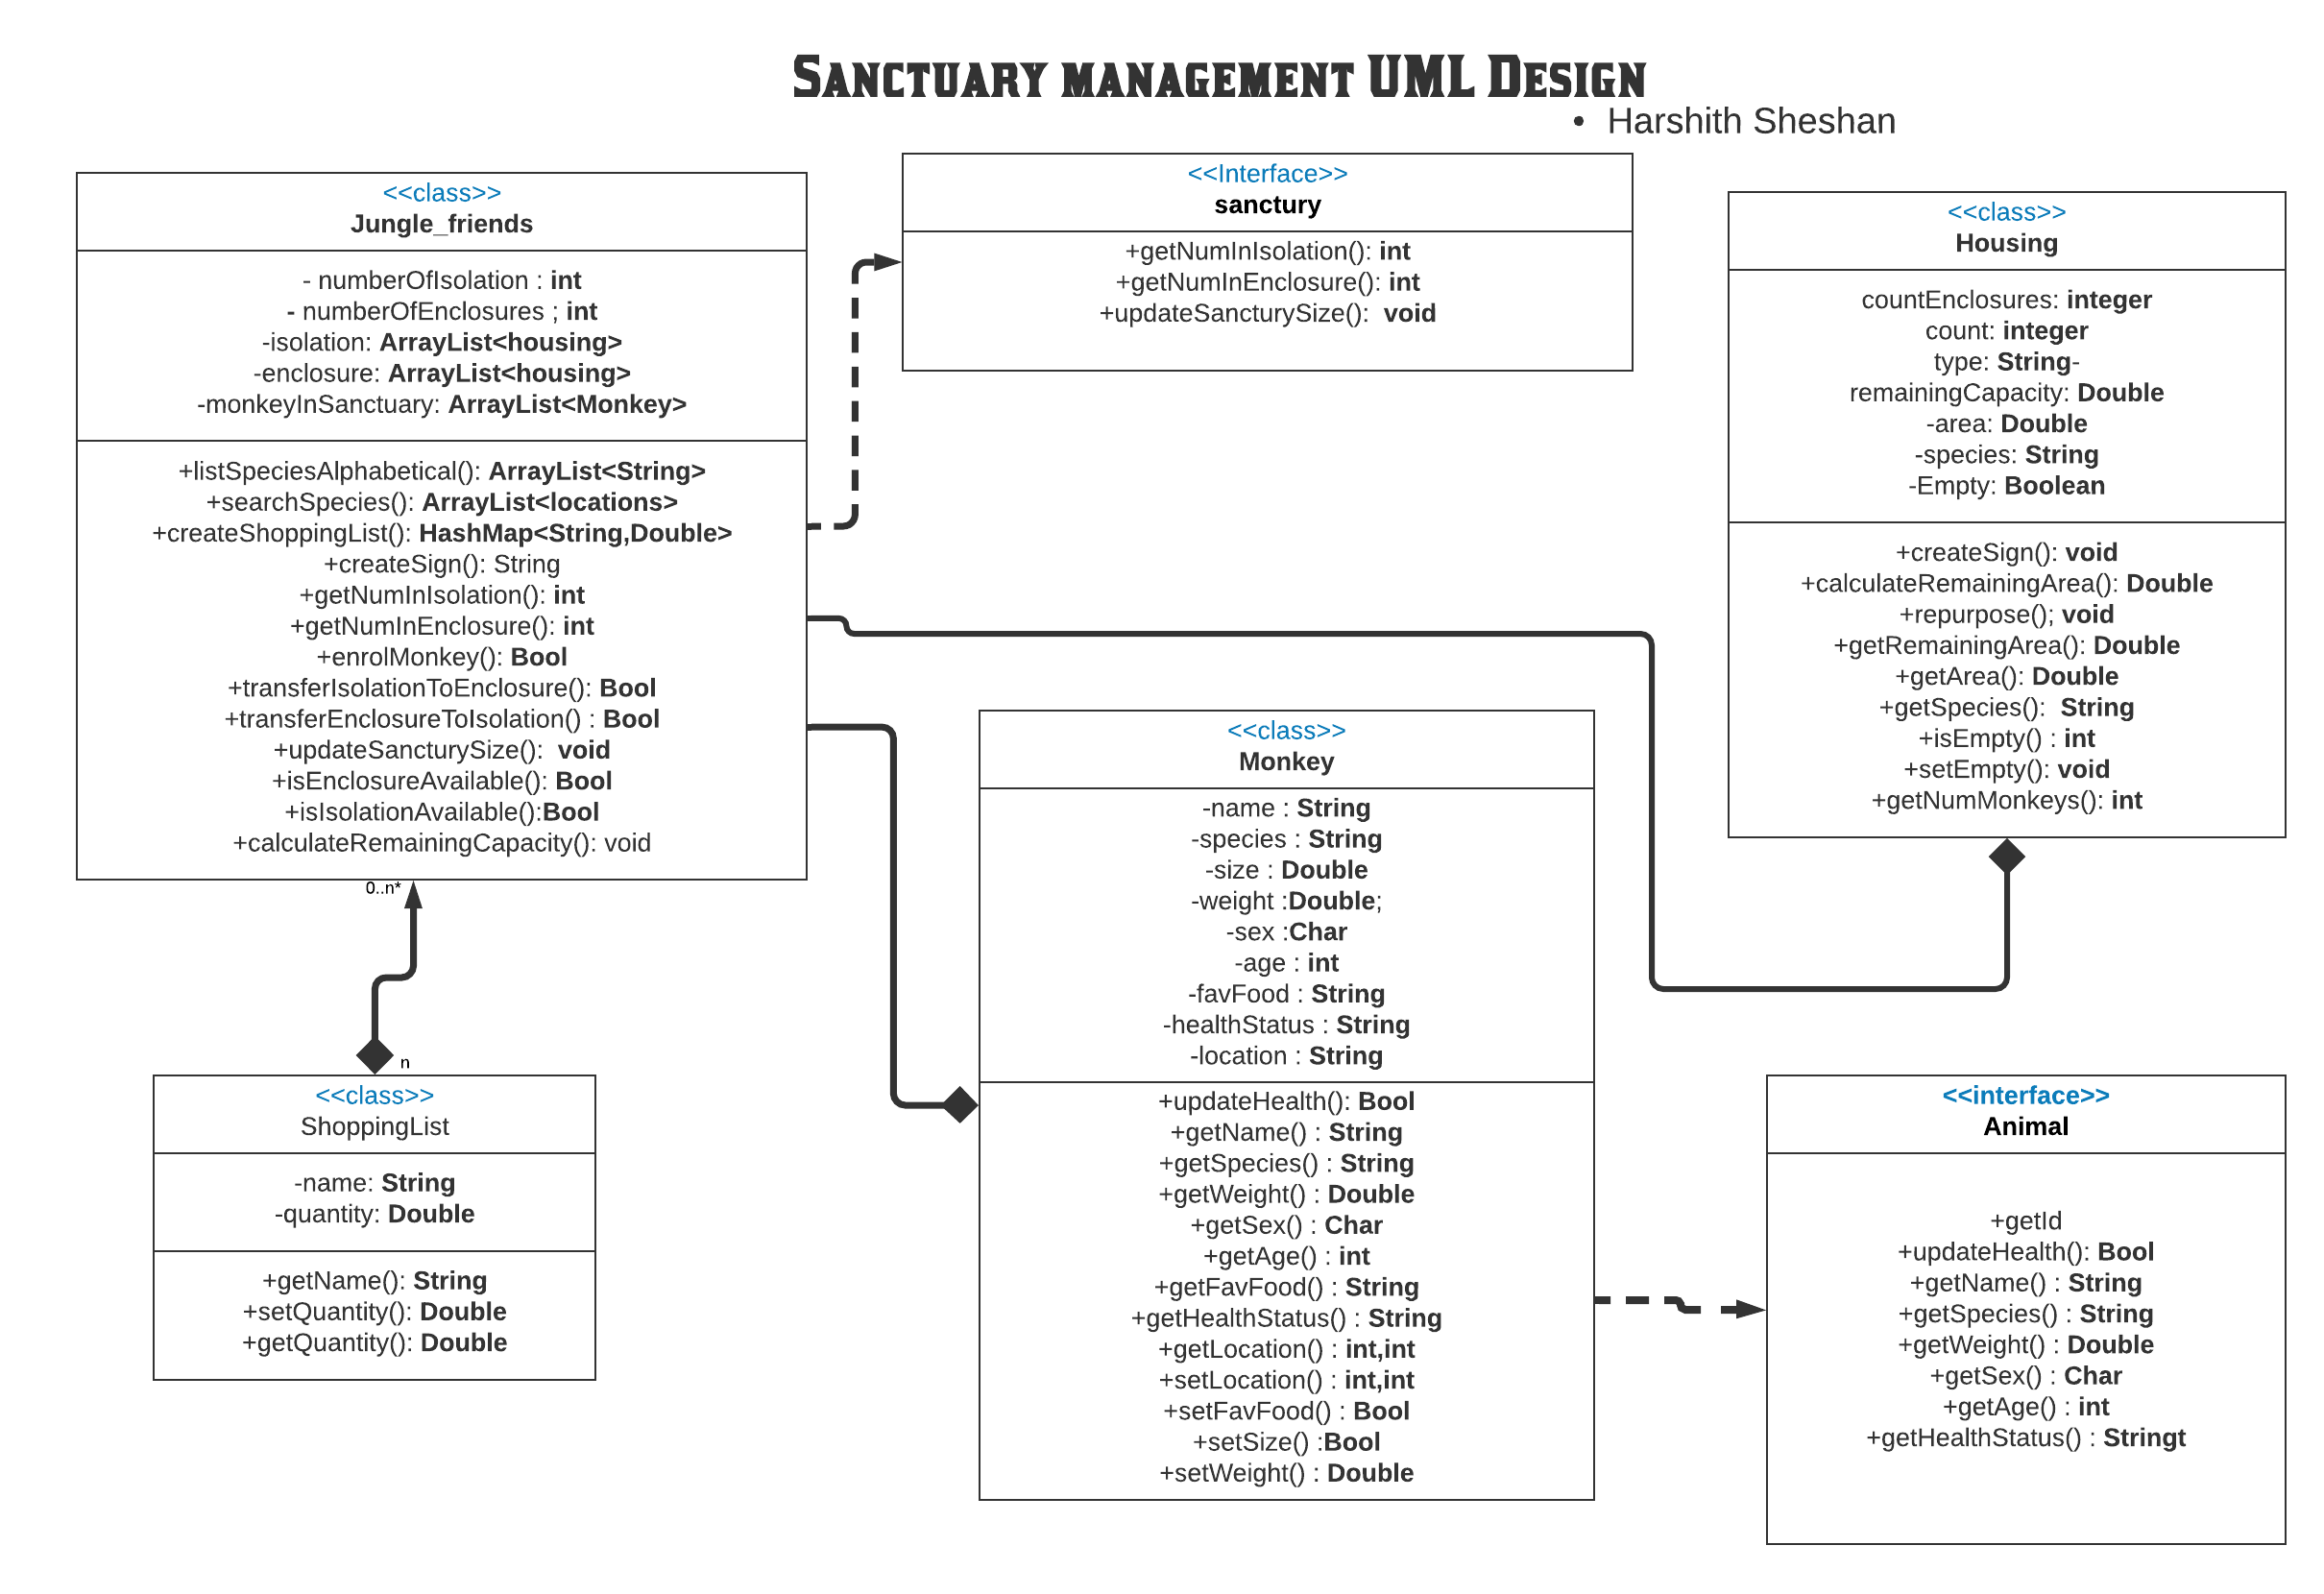 Sanctuary management UML Design
• Harshith Sheshan
<<class>>
Jungle_friends
- numberOfIsolation : int
- numberOfEnclosures ; int
-isolation: ArrayList<housing>
-enclosure: ArrayList<housing>
-monkeyInSanctuary: ArrayList<Monkey>
+listSpeciesAlphabetical(): ArrayList<String>
+searchSpecies(): ArrayList<locations>
+createShoppingList(): HashMap<String,Double>
+createSign(): String
+getNumInIsolation(): int
+getNumInEnclosure(): int
+enrolMonkey(): Bool
+transferIsolationToEnclosure(): Bool
+transferEnclosureToIsolation() : Bool
+updateSancturySize(): void
+isEnclosureAvailable(): Bool
+isIsolationAvailable():Bool
+calculateRemainingCapacity(): void
0..n*
n
<<class>>
ShoppingList
-name: String
-quantity: Double
+getName(): String
+setQuantity(): Double
+getQuantity(): Double
<<Interface>>
sanctury
+getNumInIsolation(): int
+getNumInEnclosure(): int
+updateSancturySize(): void
<<class>>
Monkey
-name : String
-species : String
-size : Double
-weight :Double;
-sex :Char
-age : int
-favFood : String
-healthStatus : String
-location : String
+updateHealth(): Bool
+getName() : String
+getSpecies() : String
+getWeight() : Double
+getSex() : Char
+getAge() : int
+getFavFood() : String
+getHealthStatus() : String
+getLocation() : int,int
+setLocation() : int,int
+setFavFood() : Bool
+setSize() :Bool
+setWeight() : Double
<<class>>
Housing
countEnclosures: integer
count: integer
type: String-
remainingCapacity: Double
-area: Double
-species: String
-Empty: Boolean
+createSign(): void
+calculateRemainingArea(): Double
+repurpose(); void
+getRemainingArea(): Double
+getArea(): Double
+getSpecies(): String
+isEmpty() : int
+setEmpty(): void
+getNumMonkeys(): int
<<interface>>
Animal
+getId
+updateHealth(): Bool
+getName() : String
+getSpecies() : String
+getWeight() : Double
+getSex() : Char
+getAge() : int
+getHealthStatus() : Stringt